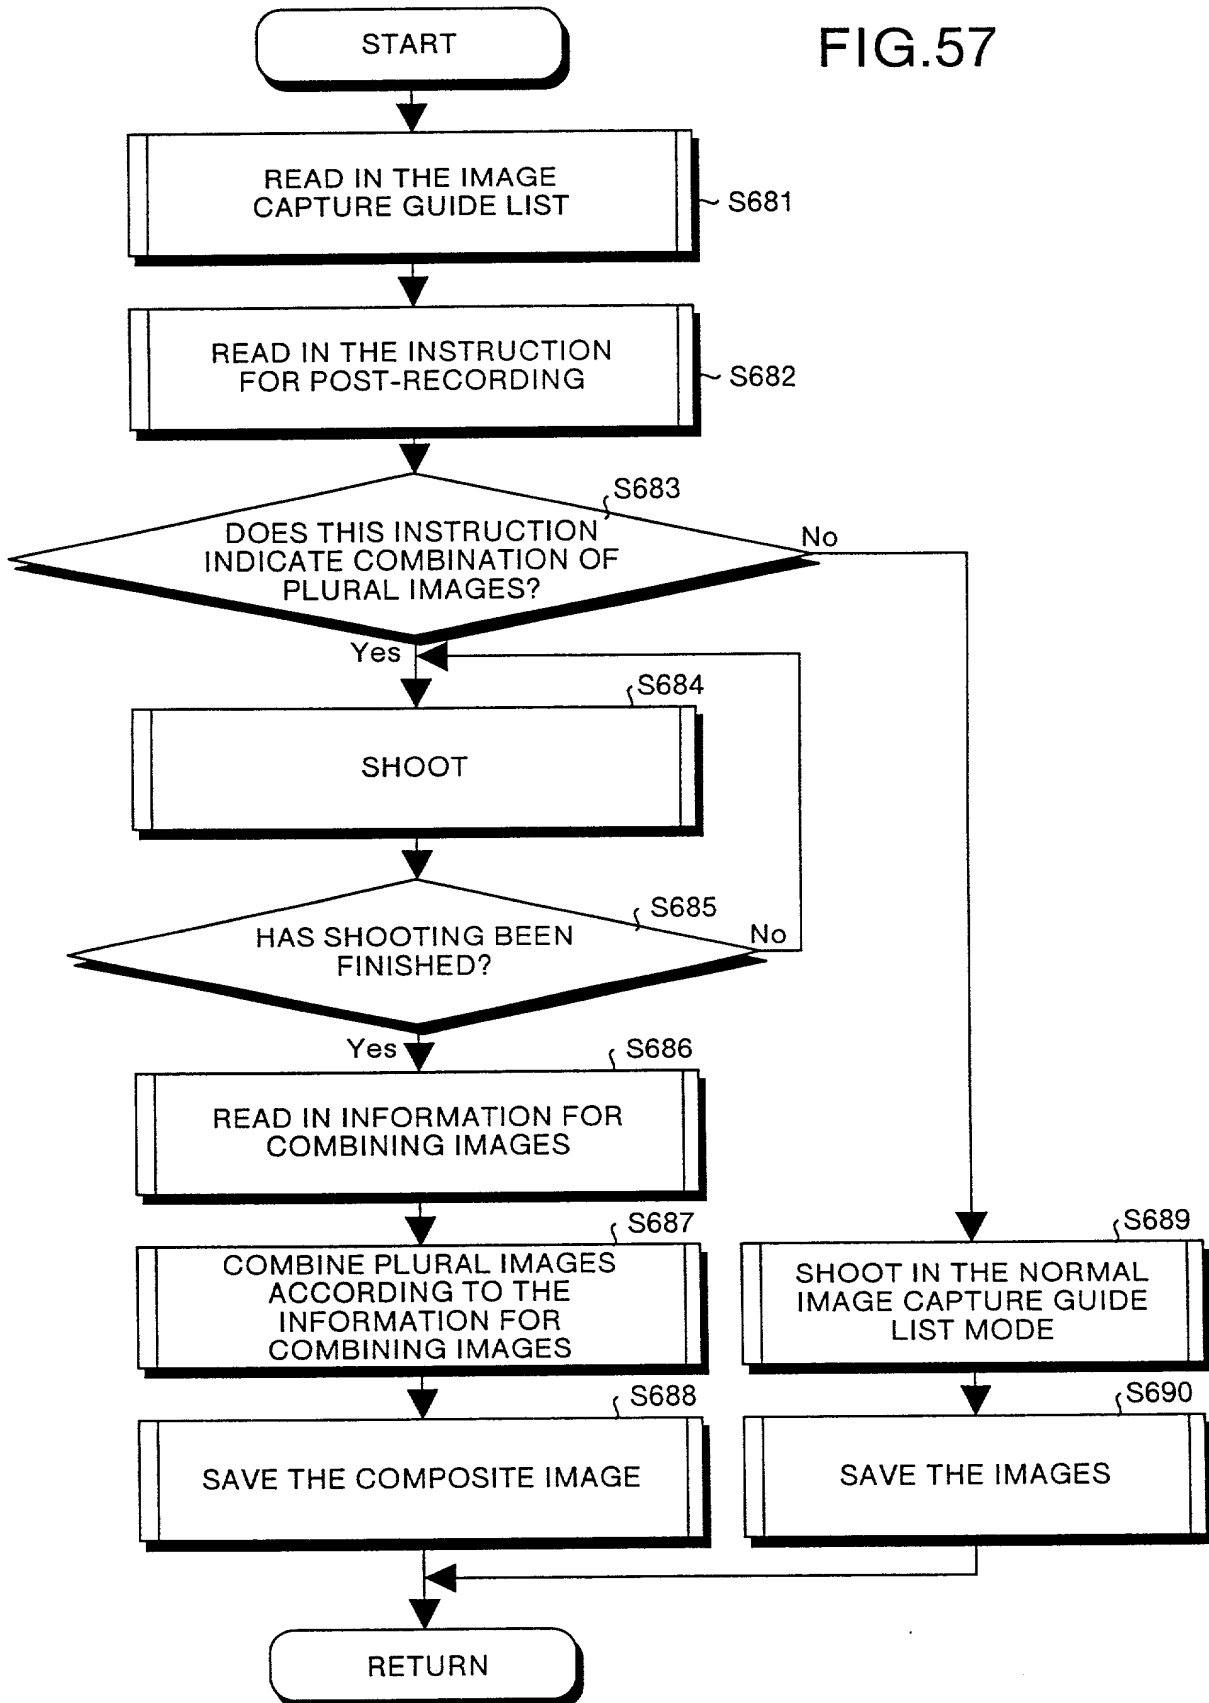 FIG.57
START
READ IN THE IMAGE
CAPTURE GUIDE LIST
S681
READ IN THE INSTRUCTION
FOR POST-RECORDING
S682
S683
DOES THIS INSTRUCTION
INDICATE COMBINATION OF
PLURAL IMAGES?
No
Yes
S684
SHOOT
S685
HAS SHOOTING BEEN
FINISHED?
No
Yes
S686
READ IN INFORMATION FOR
COMBINING IMAGES
S687
COMBINE PLURAL IMAGES
ACCORDING TO THE
INFORMATION FOR
COMBINING IMAGES
S688
SAVE THE COMPOSITE IMAGE
S689
SHOOT IN THE NORMAL
IMAGE CAPTURE GUIDE
LIST MODE
S690
SAVE THE IMAGES
RETURN